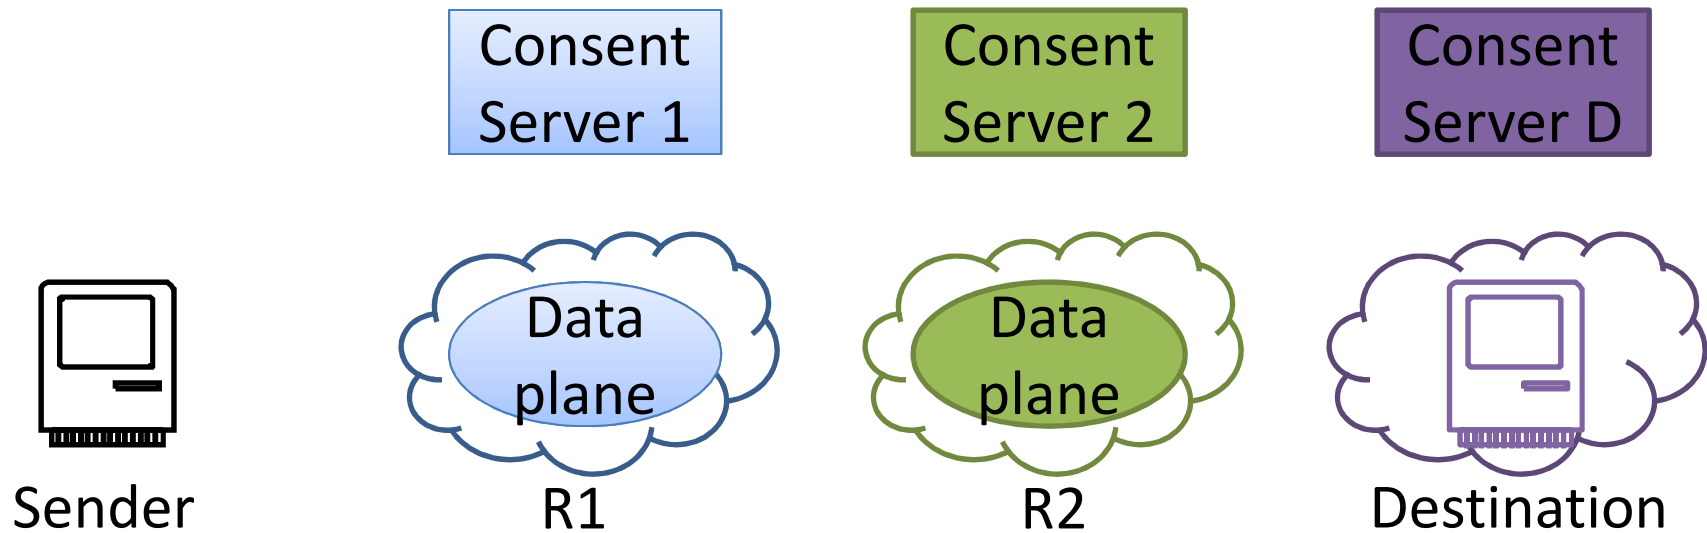 Consent
Server 1
Consent
Server 2
Consent
Server D
Data
plane
Data
plane
Sender
R1
R2
Destination